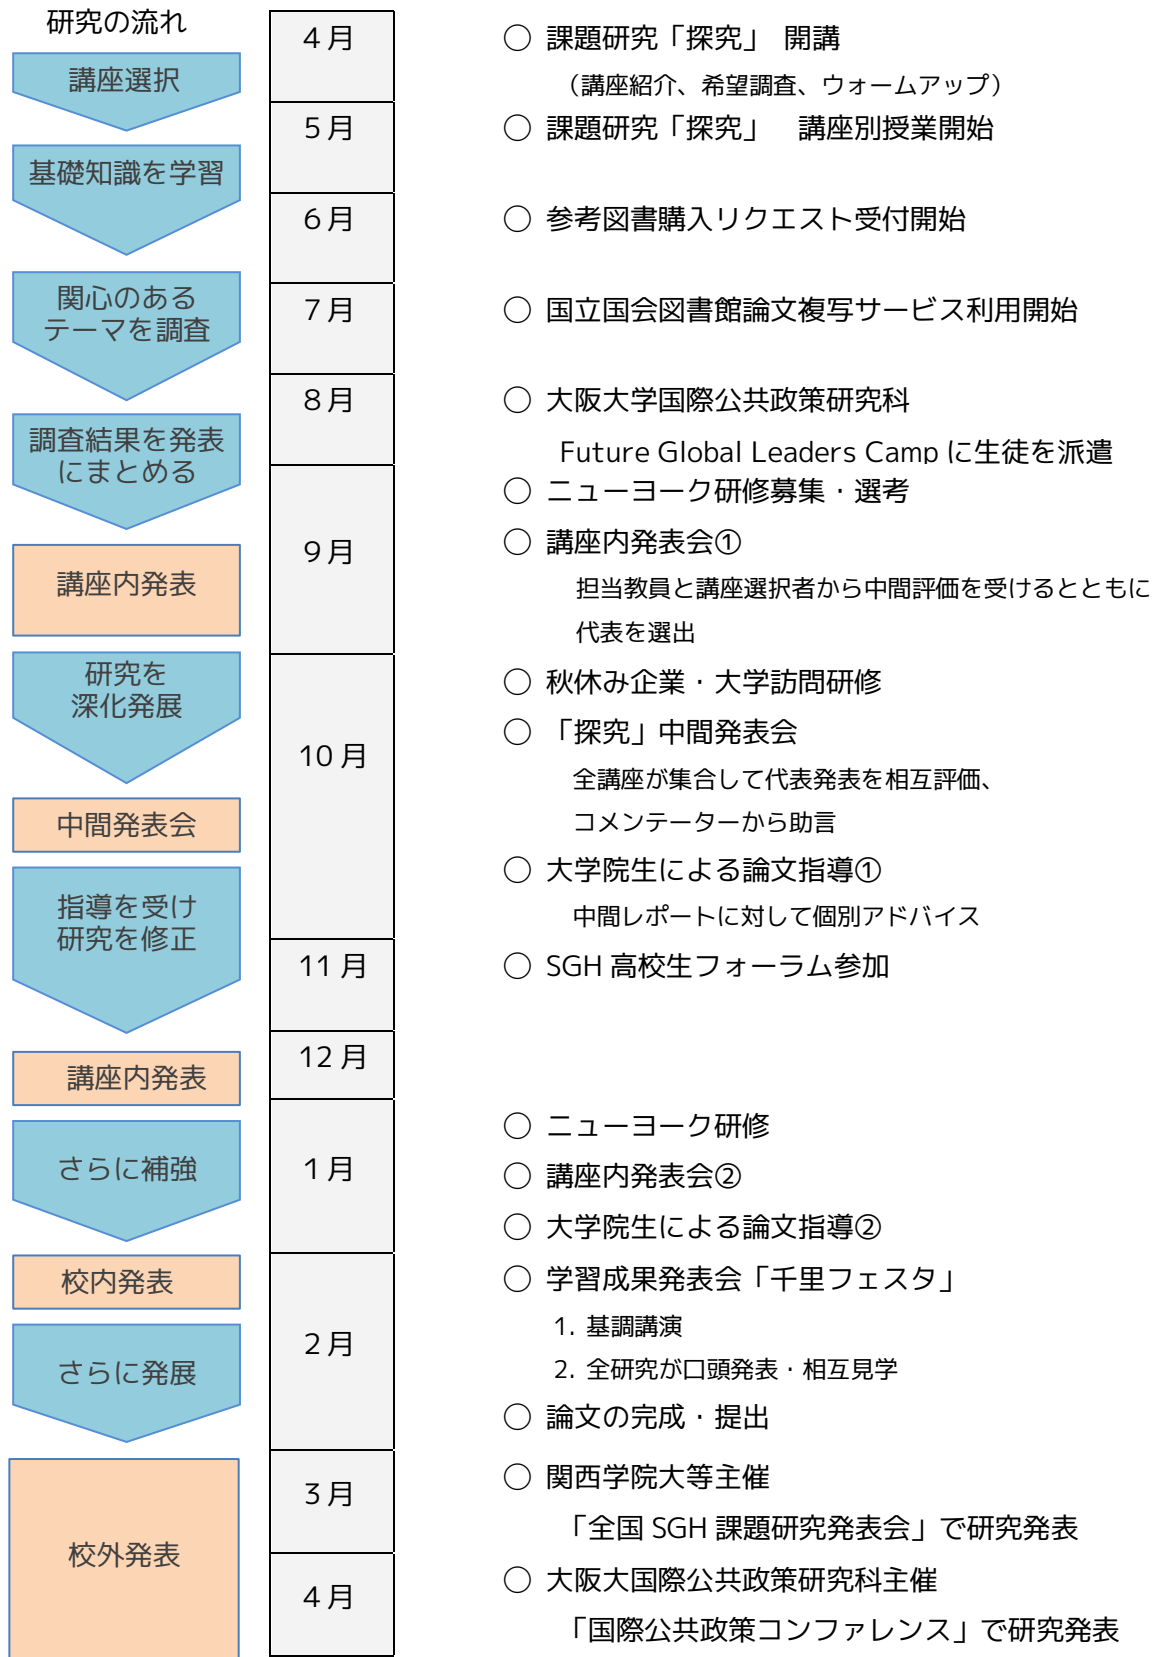 研究の流れ
講座選択
基礎知識を学習
関心のある
テーマを調査
調査結果を発表
にまとめる
講座内発表
研究を
深化発展
中間発表会
指導を受け
研究を修正
講座内発表
さらに補強
校内発表
さらに発展
校外発表
４月
○ 課題研究「探究」 開講
（講座紹介、希望調査、ウォームアップ）
５月
○ 課題研究「探究」　講座別授業開始
６月
○ 参考図書購入リクエスト受付開始
７月
○ 国立国会図書館論文複写サービス利用開始
８月
○ 大阪大学国際公共政策研究科
Future Global Leaders Camp に生徒を派遣
９月
○ ニューヨーク研修募集・選考
○ 講座内発表会①
担当教員と講座選択者から中間評価を受けるとともに
代表を選出
10 月
○ 秋休み企業・大学訪問研修
○ 「探究」中間発表会
全講座が集合して代表発表を相互評価、
コメンテーターから助言
○ 大学院生による論文指導①
中間レポートに対して個別アドバイス
11 月
○ SGH 高校生フォーラム参加
12 月
１月
○ ニューヨーク研修
○ 講座内発表会②
○ 大学院生による論文指導②
２月
○ 学習成果発表会「千里フェスタ」
1. 基調講演
2. 全研究が口頭発表・相互見学
○ 論文の完成・提出
３月
○ 関西学院大等主催
「全国 SGH 課題研究発表会」で研究発表
４月
○ 大阪大国際公共政策研究科主催
「国際公共政策コンファレンス」で研究発表